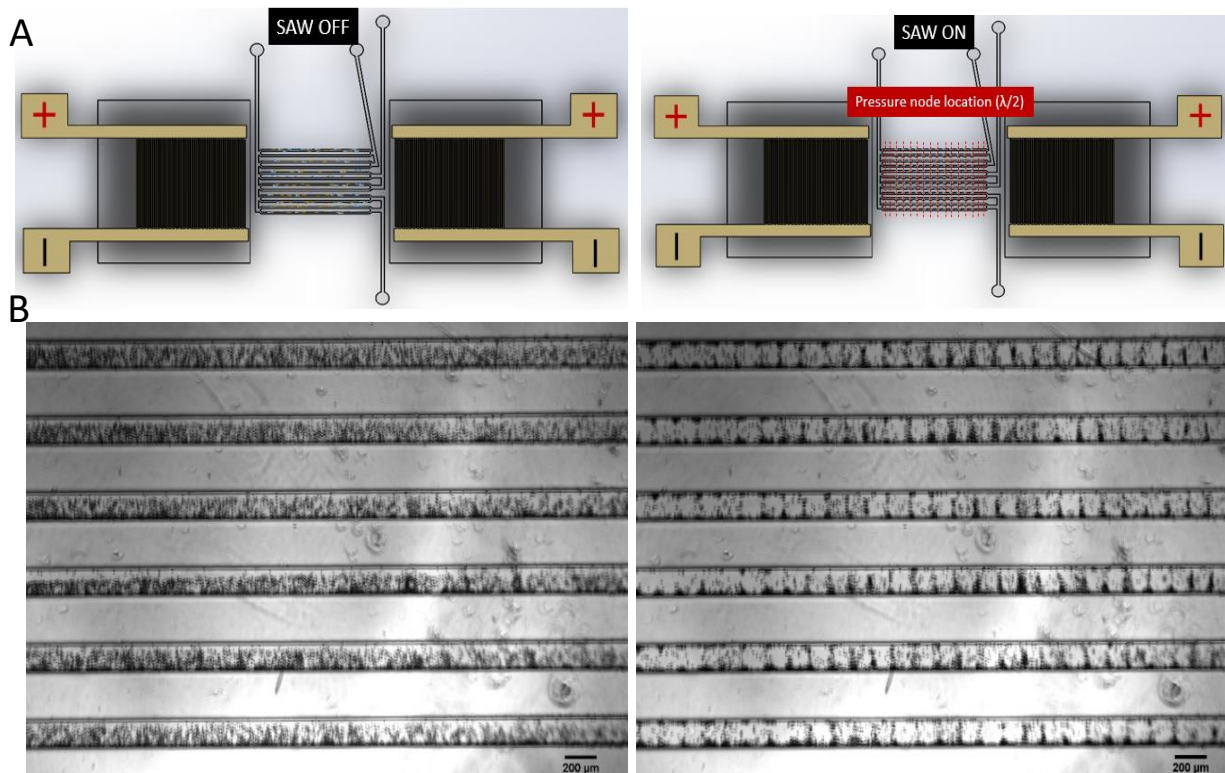 A
SAW OFF
SAW ON
Pressure node location (λ/2)
+
+
+
+
B
200 µm
200 µm